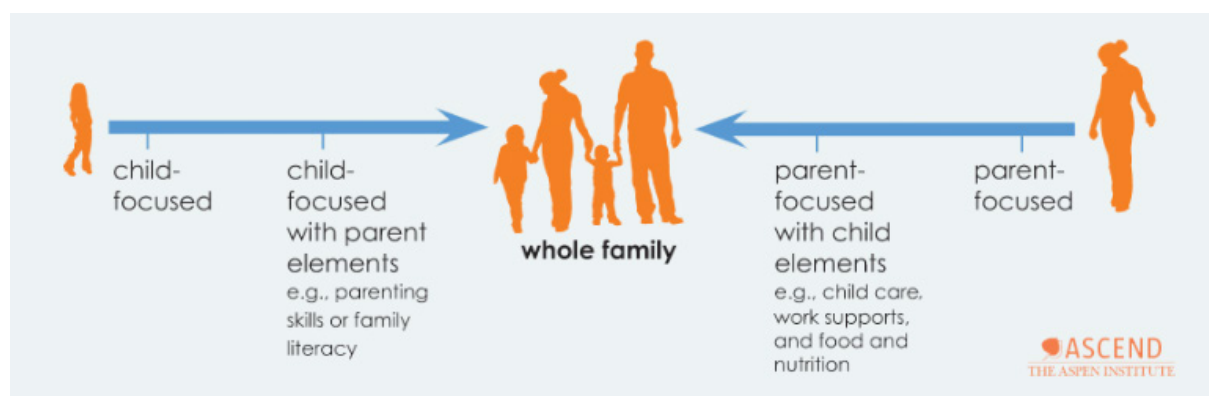 child-
focused
child-
focused
with parent
elements
e.g., parenting
skills or family
literacy
whole family
parent-
focused
with child
elements
e.g., child care,
work supports,
and food and
nutrition
parent-
focused
ASCEND
THE ASPEN INSTITUTE